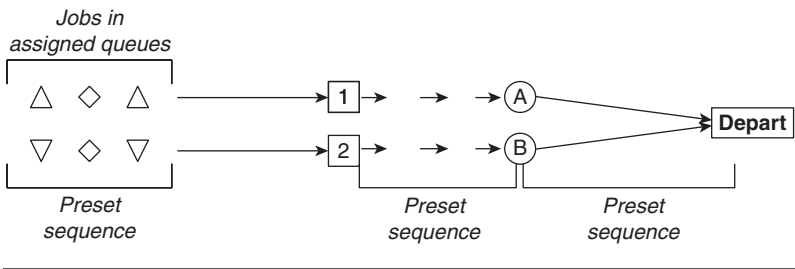 Jobs in
assigned queues
1
A
Depart
2
B
Preset
sequence
Preset
sequence
Preset
sequence